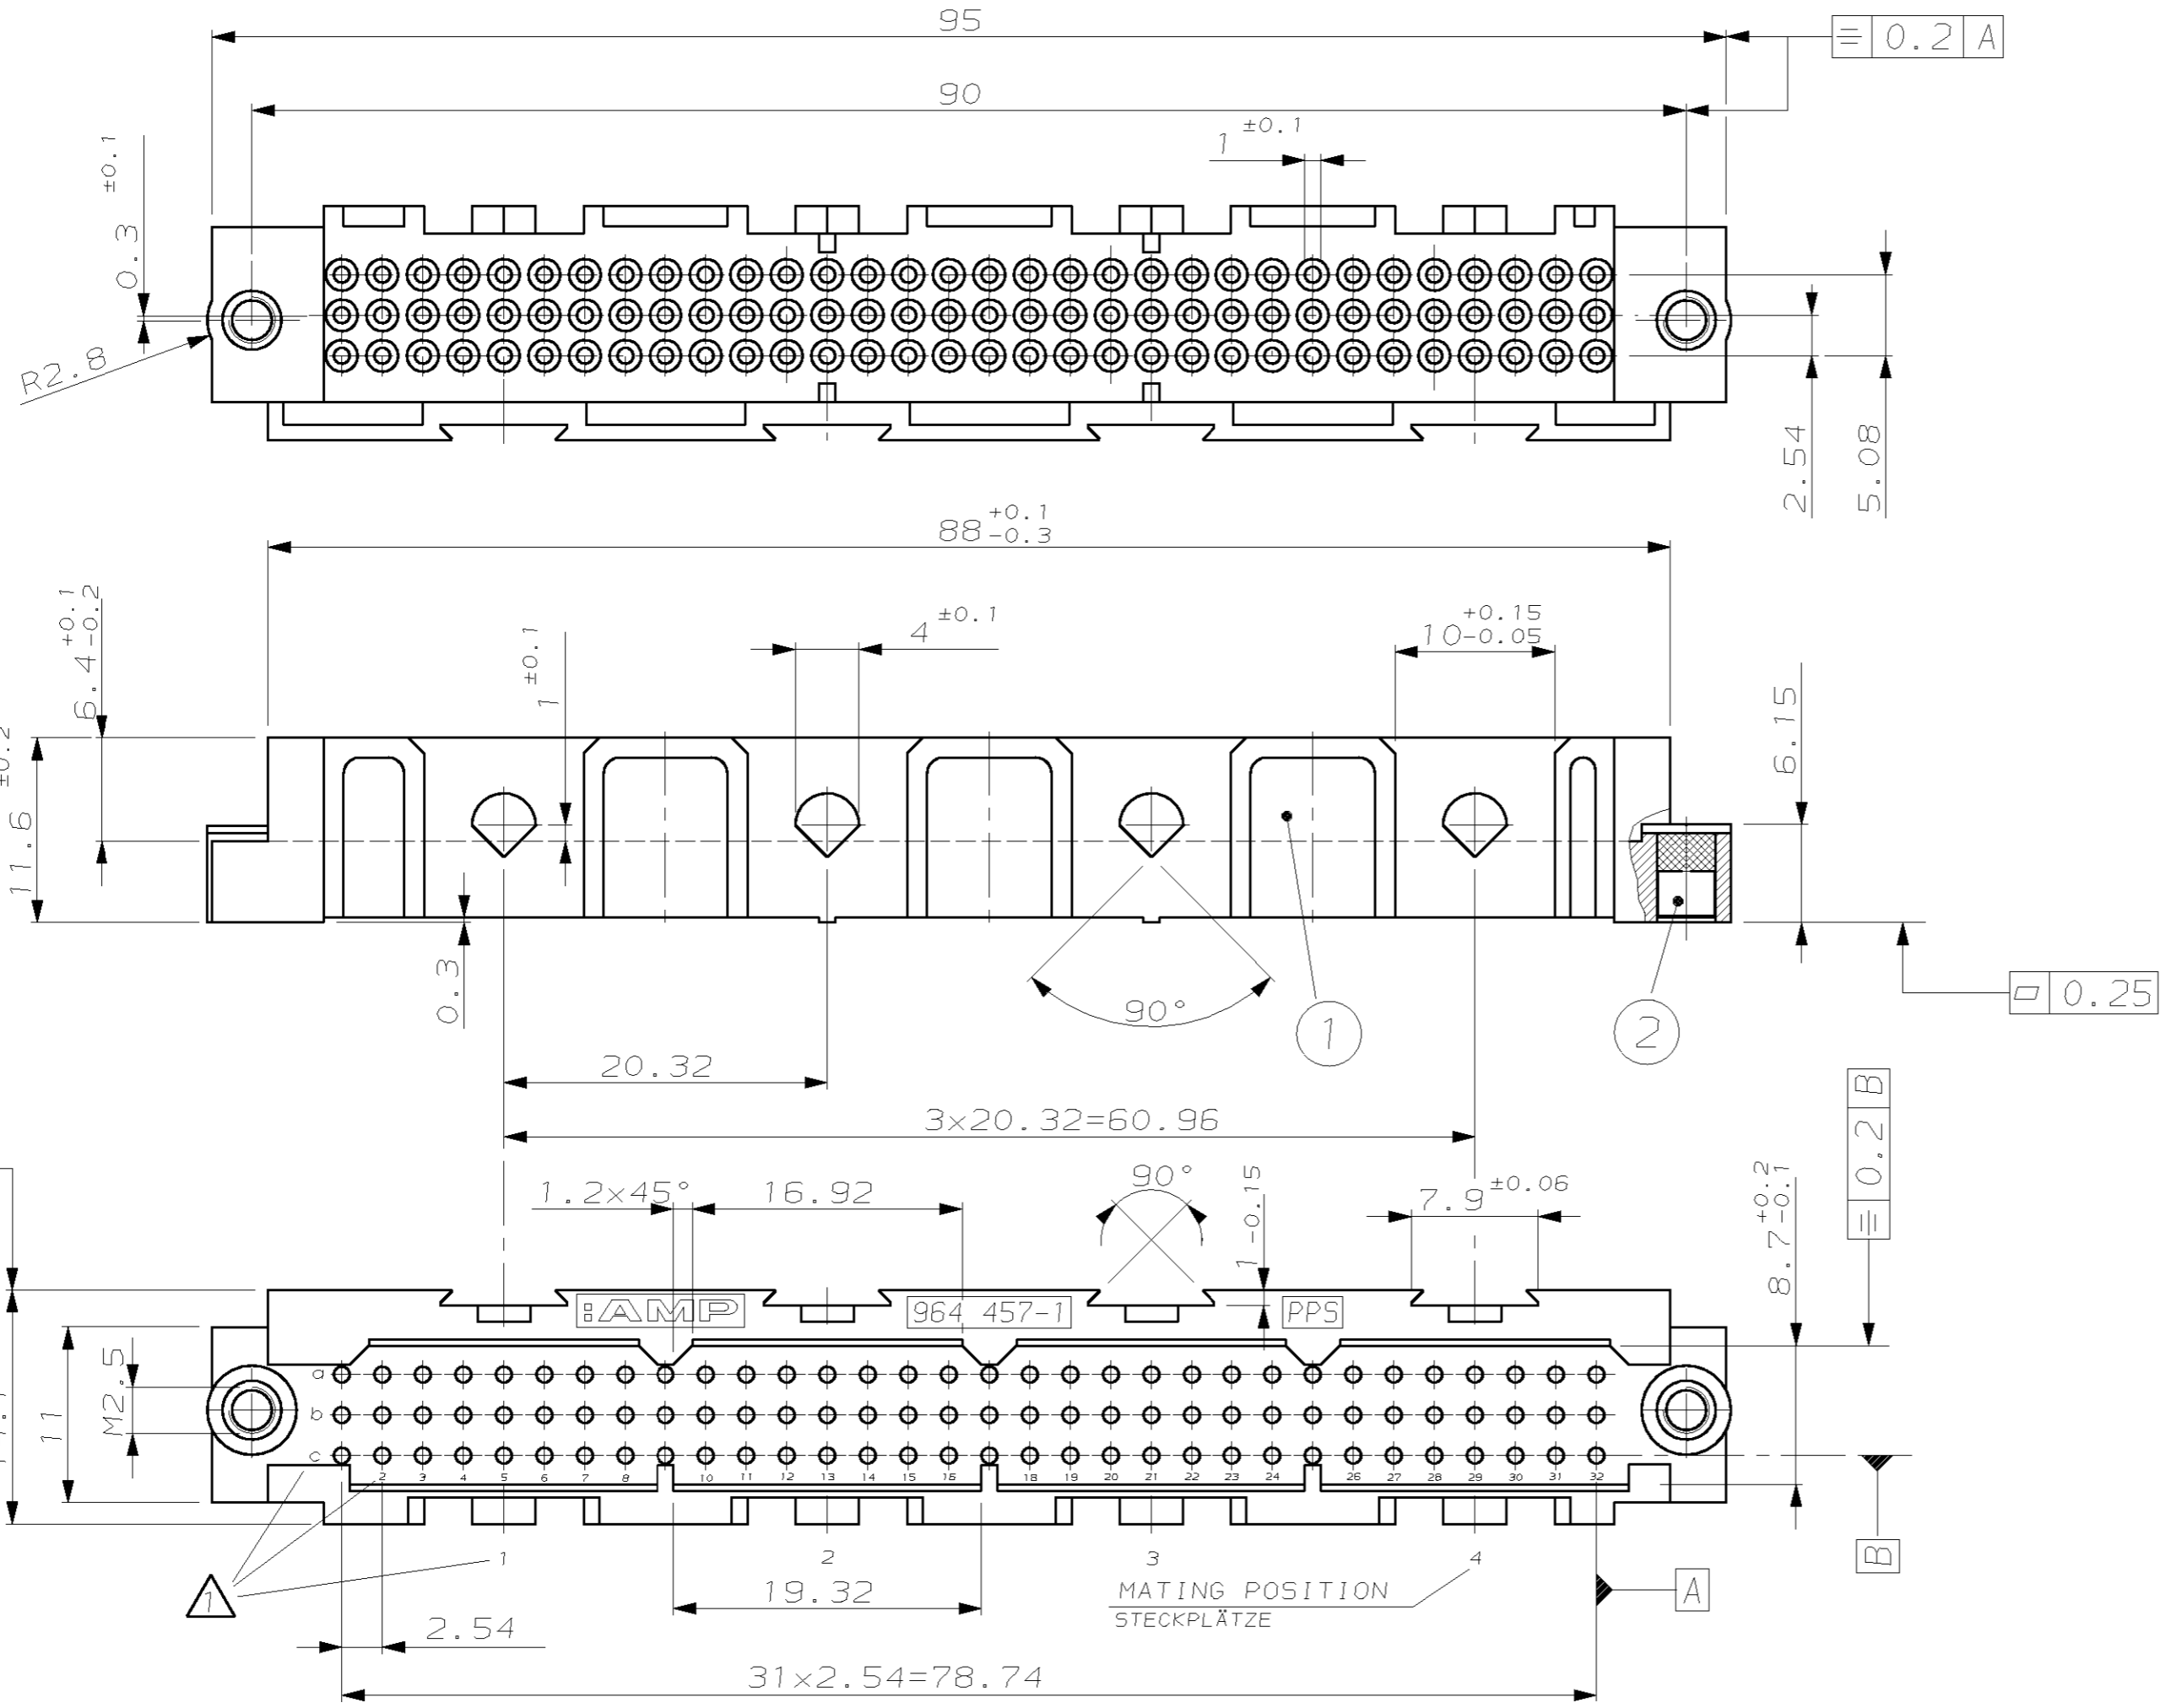 95
⌯ 0.2 A
90
1 ±0.1
0.3 ±0.1
R2.8
2.54
5.08
88 +0.1 -0.3
6.4 +0.1 -0.2
1 ±0.1
4 ±0.1
10 +0.15 -0.05
6.15
11.6 ±0.2
0.3
90°
1
2
⏥ 0.25
20.32
3x20.32=60.96
⌯ 0.2 B
1.2x45°
16.92
90°
1 -0.15
7.9 ±0.06
8.7 +0.2 -0.1
:AMP
964 457-1
PPS
11
M2.5
a
b
c
2 3 4 5 6 7 8 10 11 12 13 14 15 16 18 19 20 21 22 23 24 26 27 28 29 30 31 32
B
1 2 3 4
1
19.32
MATING POSITION
STECKPLÄTZE
A
2.54
31x2.54=78.74